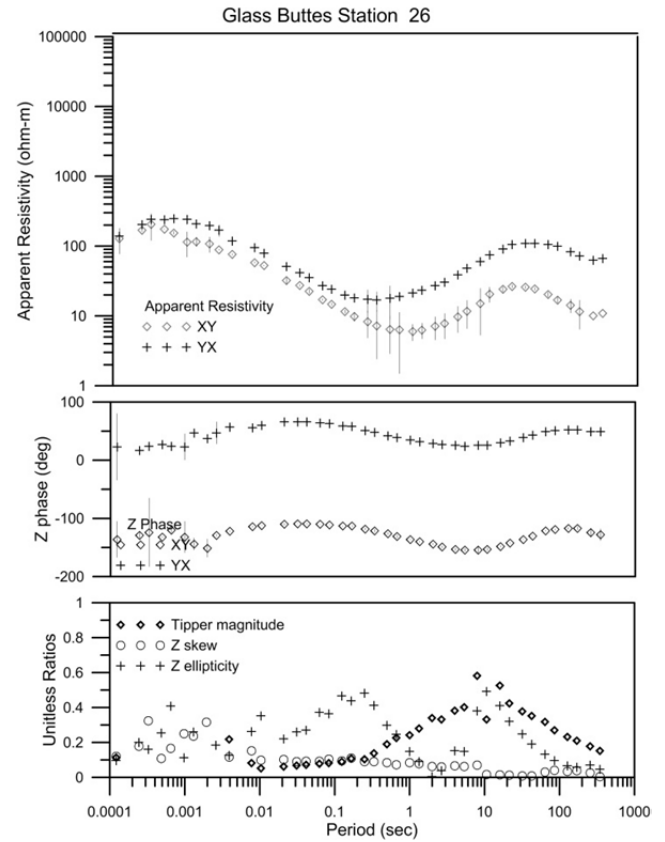 Glass Buttes Station 26
100000
10000
1000
100
10
1
Apparent Resistivity (ohm-m)
Apparent Resistivity
XY
YX
100
0
-100
-200
Z phase (deg)
Z Phase
XY
YX
1
0.8
0.6
0.4
0.2
0
Unitless Ratios
Tipper magnitude
Z skew
Z ellipticity
0.0001 0.001 0.01 0.1 1 10 100 1000
Period (sec)